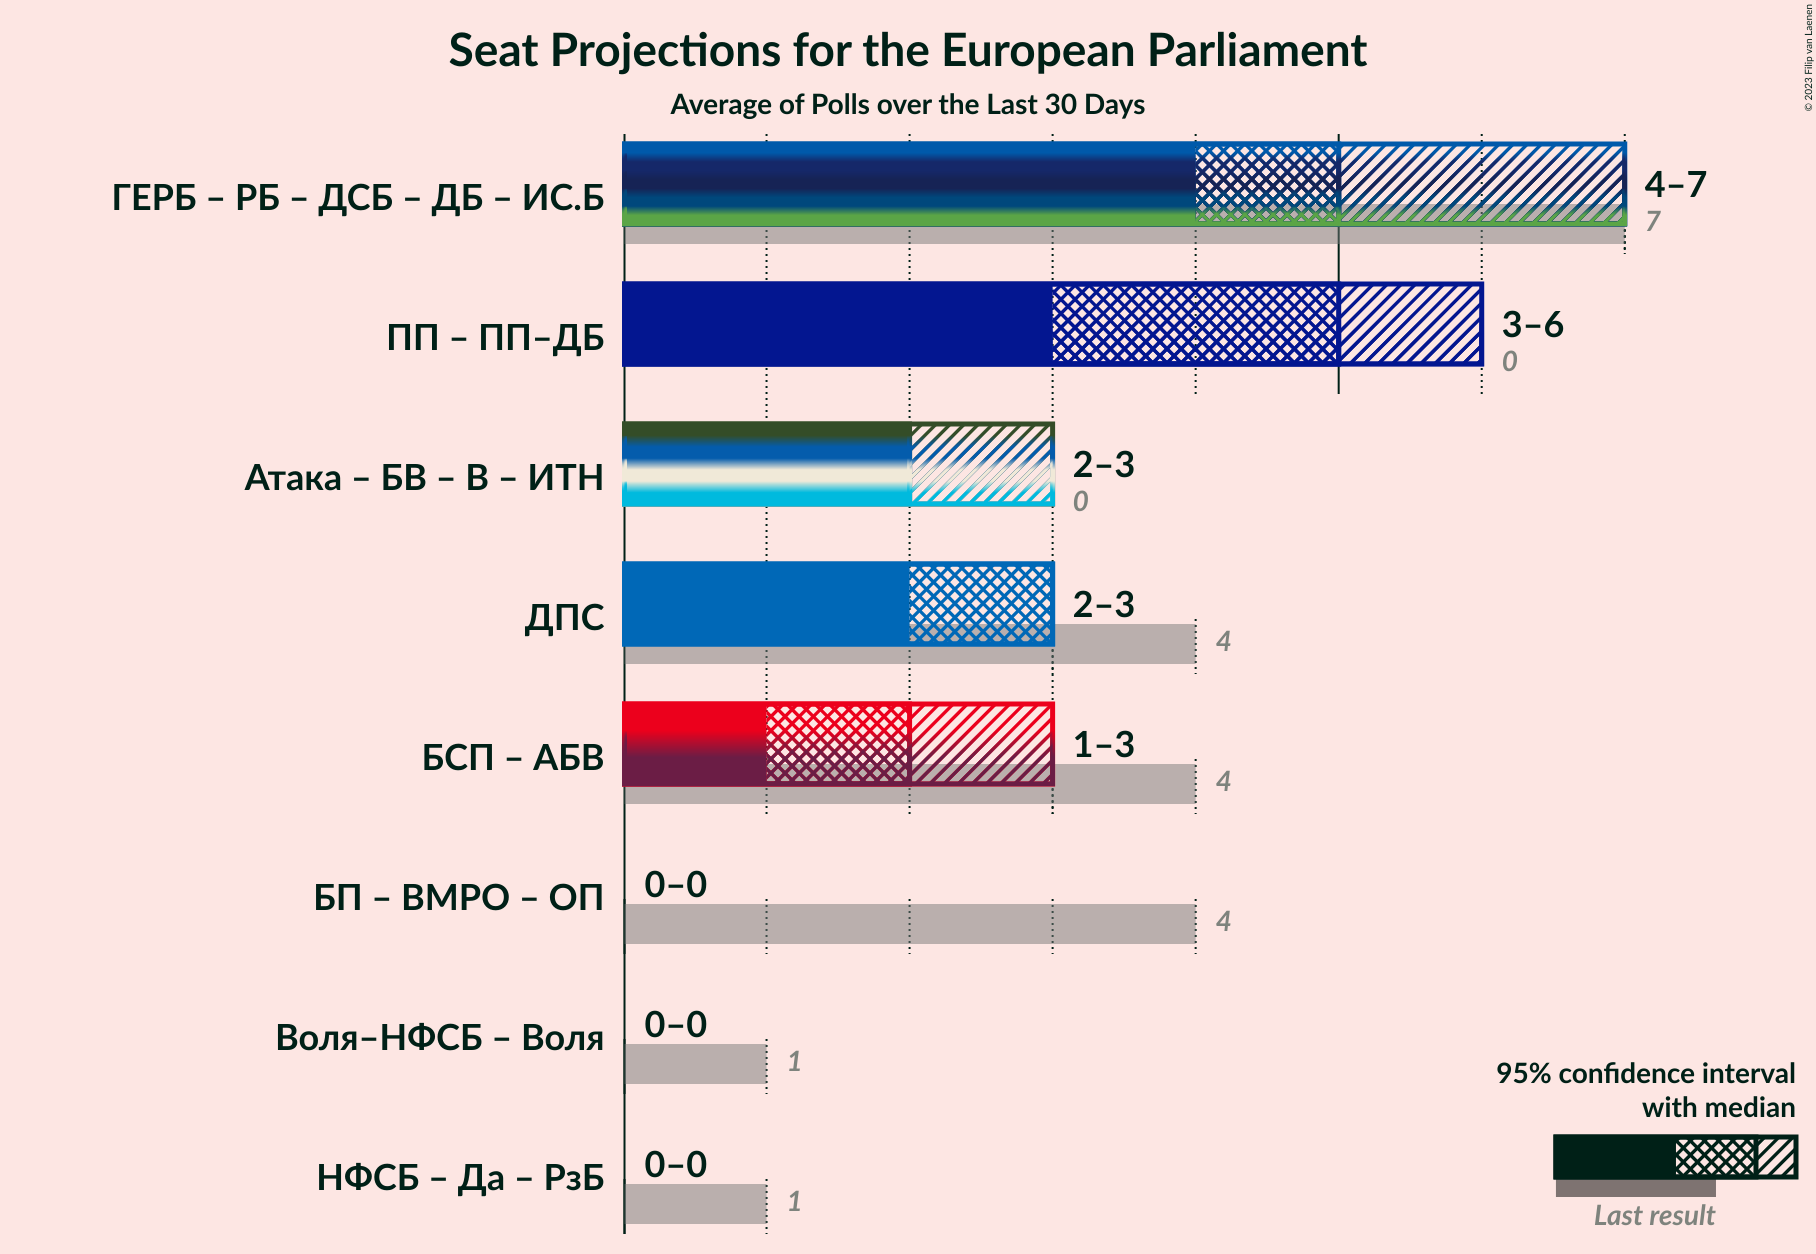 Seat Projections for the European Parliament
Average of Polls over the Last 30 Days
© 2023 Filip van Laenen
ГЕРБ – РБ – ДСБ – ДБ – ИС.Б
4–7
7
ПП – ПП–ДБ
3–6
0
Атака – БВ – В – ИТН
2–3
0
ДПС
2–3
4
БСП – АБВ
1–3
4
БП – ВМРО – ОП
0–0
4
Воля–НФСБ – Воля
0–0
1
НФСБ – Да – РзБ
0–0
1
95% confidence interval
with median
Last result